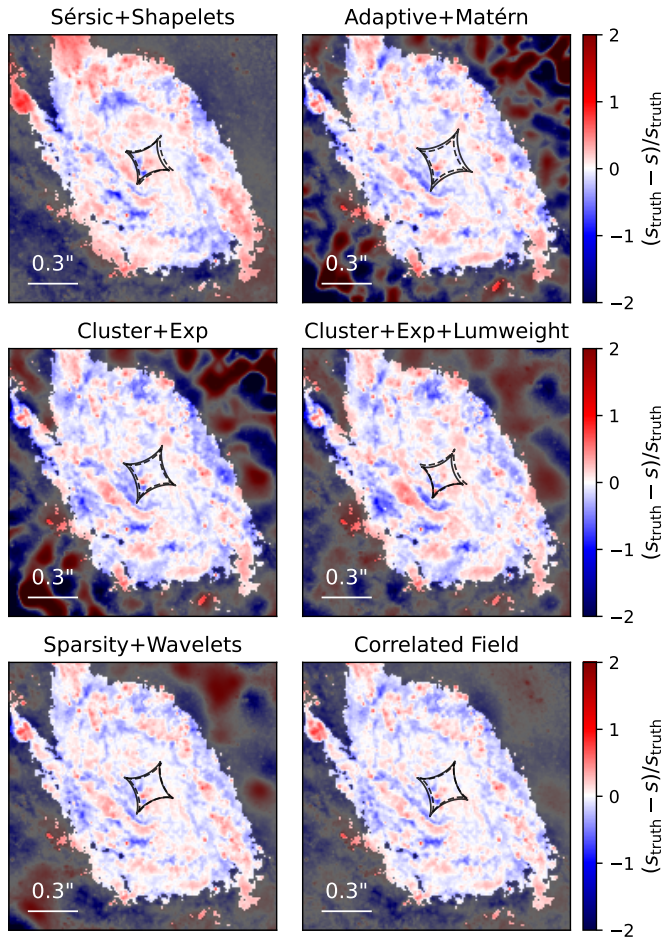 Sérsic+Shapelets
Adaptive+Matérn
0.3"
0.3"
2
1
0
−1
−2
(s_truth − s)/s_truth
Cluster+Exp
Cluster+Exp+Lumweight
0.3"
0.3"
2
1
0
−1
−2
(s_truth − s)/s_truth
Sparsity+Wavelets
Correlated Field
0.3"
0.3"
2
1
0
−1
−2
(s_truth − s)/s_truth